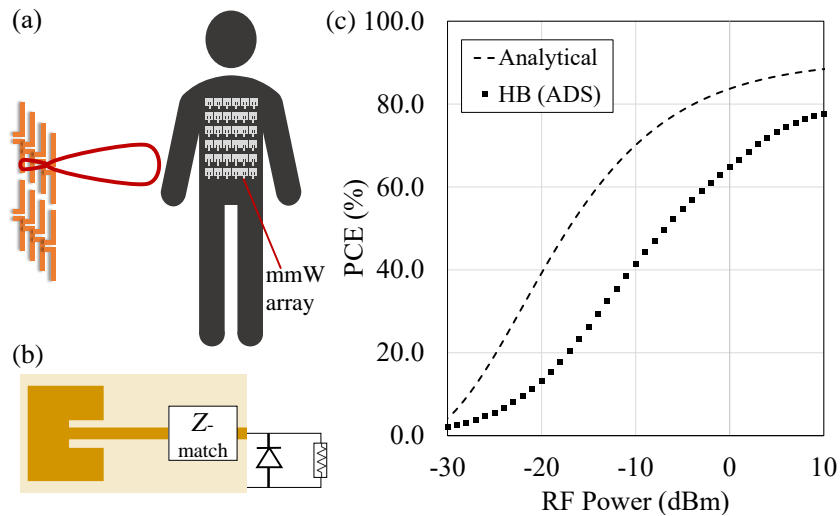 (a)
mmW
array
(b)
Z-
match
(c)
100.0
80.0
60.0
40.0
20.0
0.0
PCE (%)
Analytical
HB (ADS)
-30
-20
-10
0
10
RF Power (dBm)